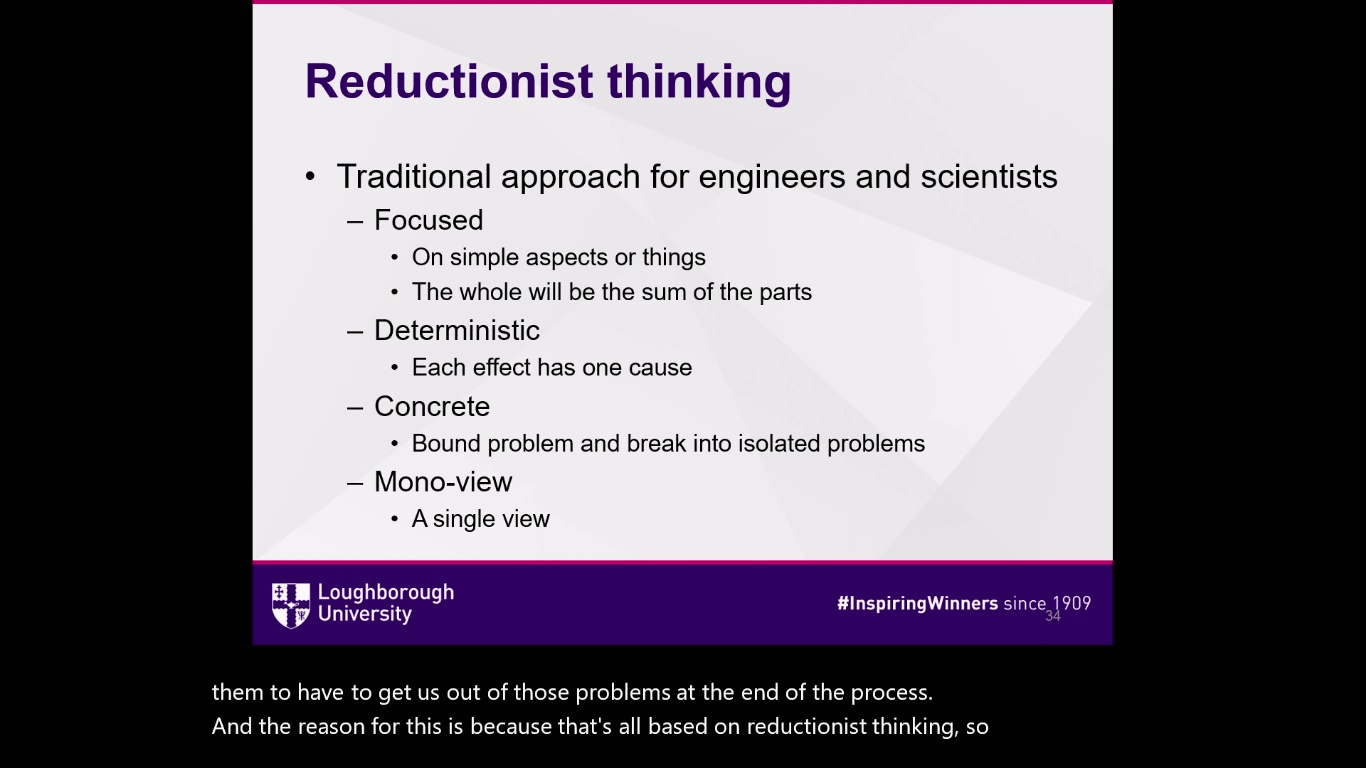 Reductionist thinking
• Traditional approach for engineers and scientists
– Focused
• On simple aspects or things
• The whole will be the sum of the parts
– Deterministic
• Each effect has one cause
– Concrete
• Bound problem and break into isolated problems
– Mono-view
• A single view
Loughborough
University
#InspiringWinners since 1909
34
them to have to get us out of those problems at the end of the process.
And the reason for this is because that's all based on reductionist thinking, so